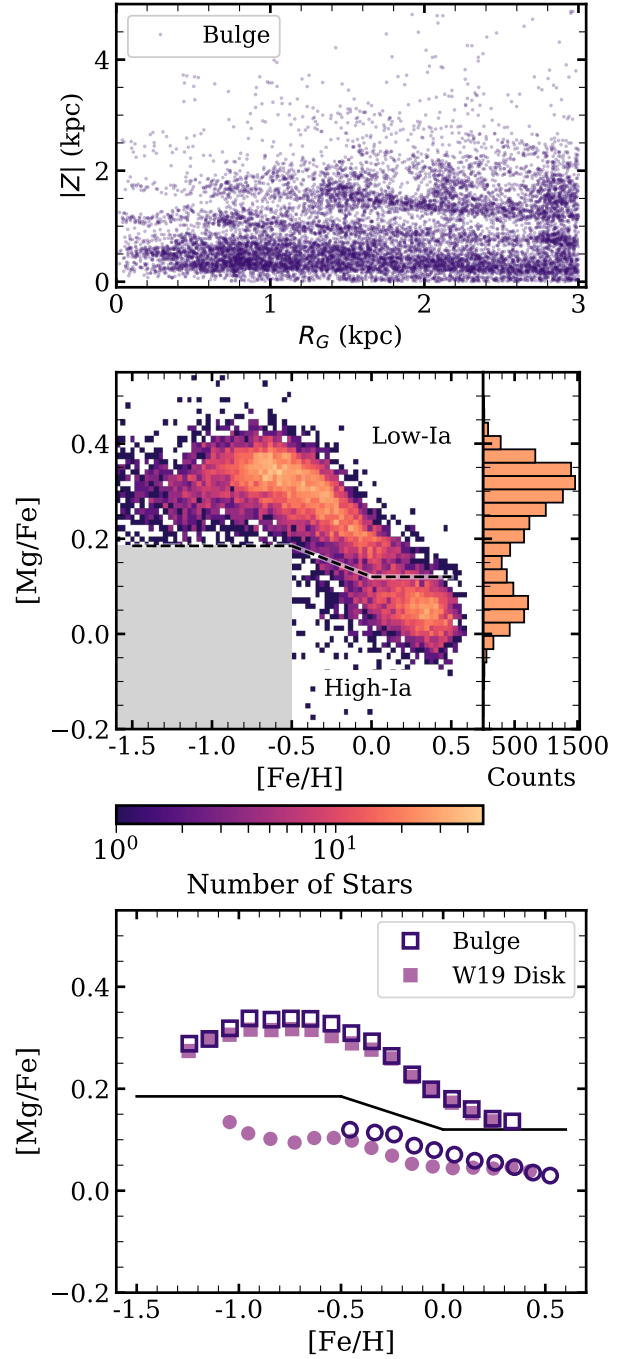 Bulge
4
2
0
|Z| (kpc)
0 1 2 3
R_G (kpc)
Low-Ia
High-Ia
0.4
0.2
0.0
−0.2
[Mg/Fe]
-1.5 -1.0 -0.5 0.0 0.5
500 1500
[Fe/H]
Counts
10^0 10^1
Number of Stars
Bulge
W19 Disk
0.4
0.2
0.0
−0.2
[Mg/Fe]
-1.5 -1.0 -0.5 0.0 0.5
[Fe/H]